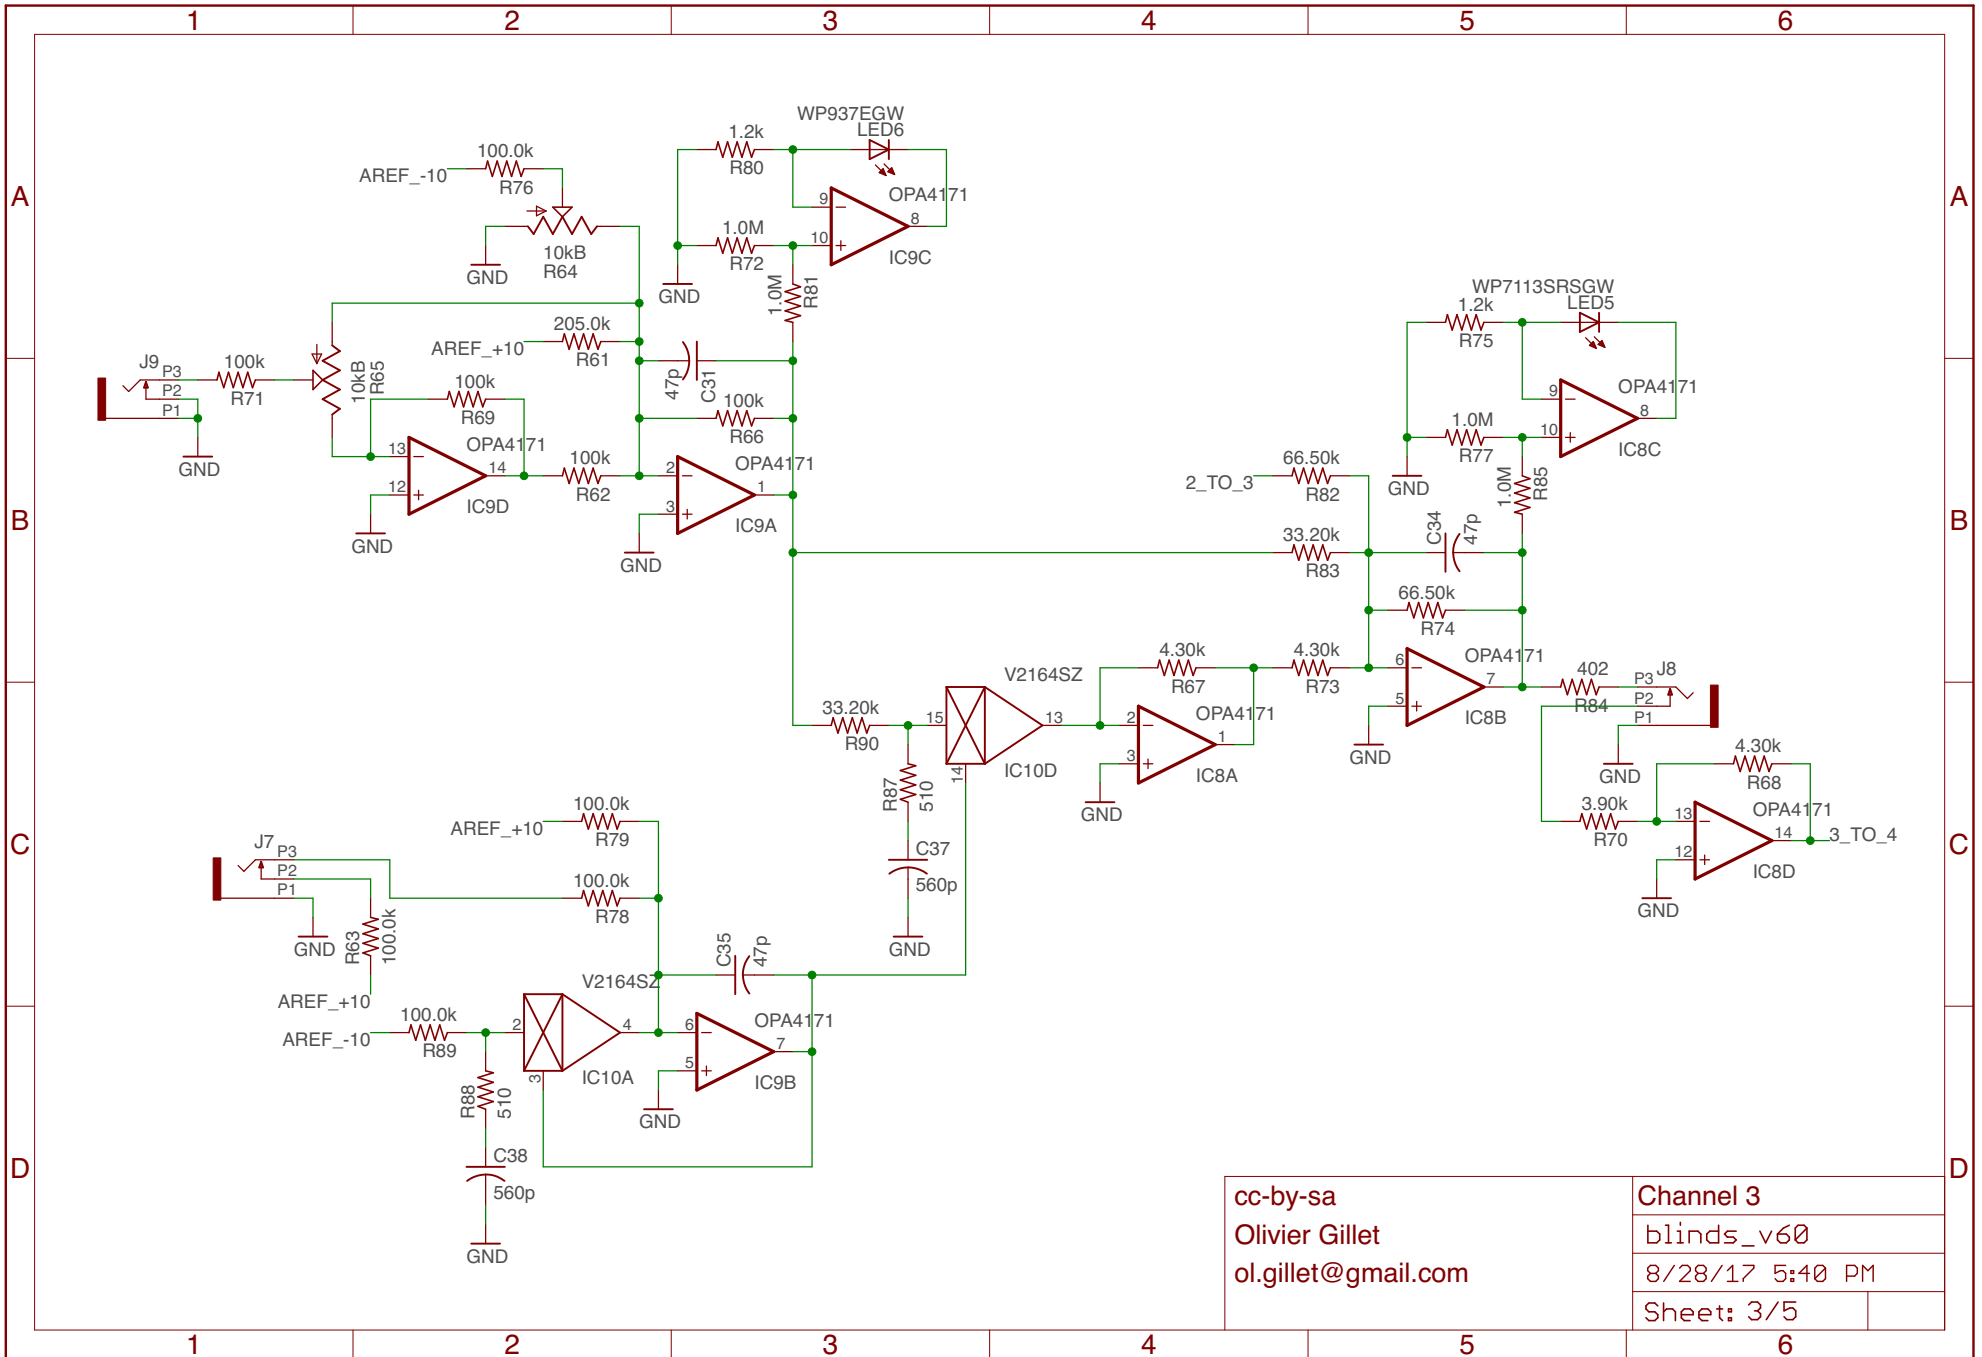 1 2 3 4 5 6
A
A
B
B
C
C
D
D
WP937EGW
LED6
1.2k
R80
100.0k
AREF_-10
R76
OPA4171
9
8
10
IC9C
1.0M
R72
10kB
R64
GND
GND
1.0M
R81
WP7113SRSGW
LED5
1.2k
R75
205.0k
AREF_+10
R61
47p
C31
J9
P3
P2
P1
100k
R71
10kB
R65
100k
R69
100k
R66
GND
OPA4171
13
14
12
IC9D
GND
100k
R62
OPA4171
2
1
3
IC9A
GND
OPA4171
9
8
10
IC8C
1.0M
R77
GND
1.0M
R85
66.50k
2_TO_3
R82
33.20k
R83
C34
47p
66.50k
R74
4.30k
R67
4.30k
R73
OPA4171
6
7
5
IC8B
GND
402
R84
J8
P3
P2
P1
GND
V2164SZ
33.20k
R90
15
13
14
IC10D
OPA4171
2
1
3
IC8A
GND
R87
510
C37
560p
GND
4.30k
R68
3.90k
R70
OPA4171
13
14
12
IC8D
3_TO_4
GND
100.0k
AREF_+10
R79
J7
P3
P2
P1
100.0k
R78
GND
R63
100.0k
AREF_+10
C35
47p
V2164SZ
100.0k
AREF_-10
R89
2
4
3
IC10A
OPA4171
6
7
5
IC9B
GND
R88
510
C38
560p
GND
cc-by-sa
Olivier Gillet
ol.gillet@gmail.com
Channel 3
blinds_v60
8/28/17 5:40 PM
Sheet: 3/5
1 2 3 4 5 6